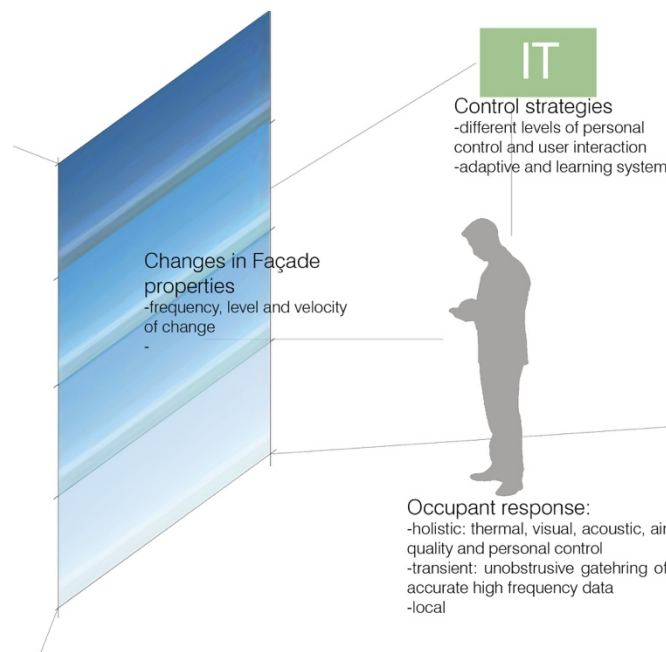 IT
Control strategies
-different levels of personal
control and user interaction
-adaptive and learning system
Changes in Façade
properties
-frequency, level and velocity
of change
-
Occupant response:
-holistic: thermal, visual, acoustic, air
quality and personal control
-transient: unobstrusive gatehring of
accurate high frequency data
-local